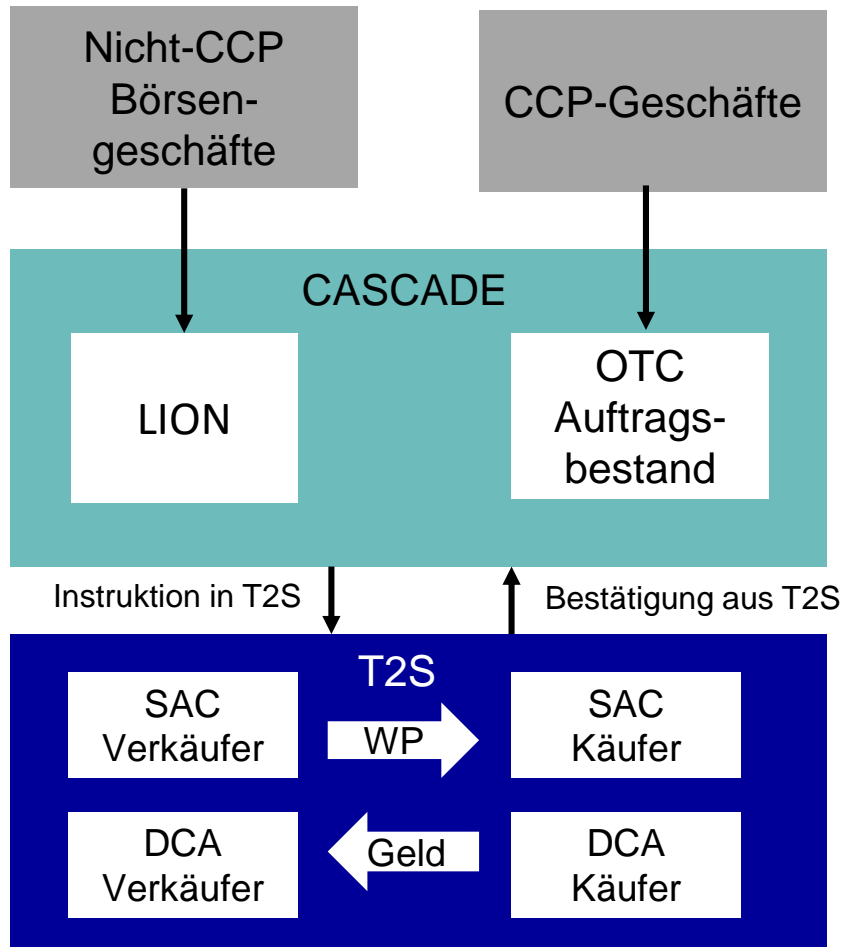 Nicht-CCP
Börsen-
geschäfte
CCP-Geschäfte
CASCADE
LION
OTC
Auftrags-
bestand
Instruktion in T2S
Bestätigung aus T2S
T2S
SAC
Verkäufer
WP
SAC
Käufer
DCA
Verkäufer
Geld
DCA
Käufer